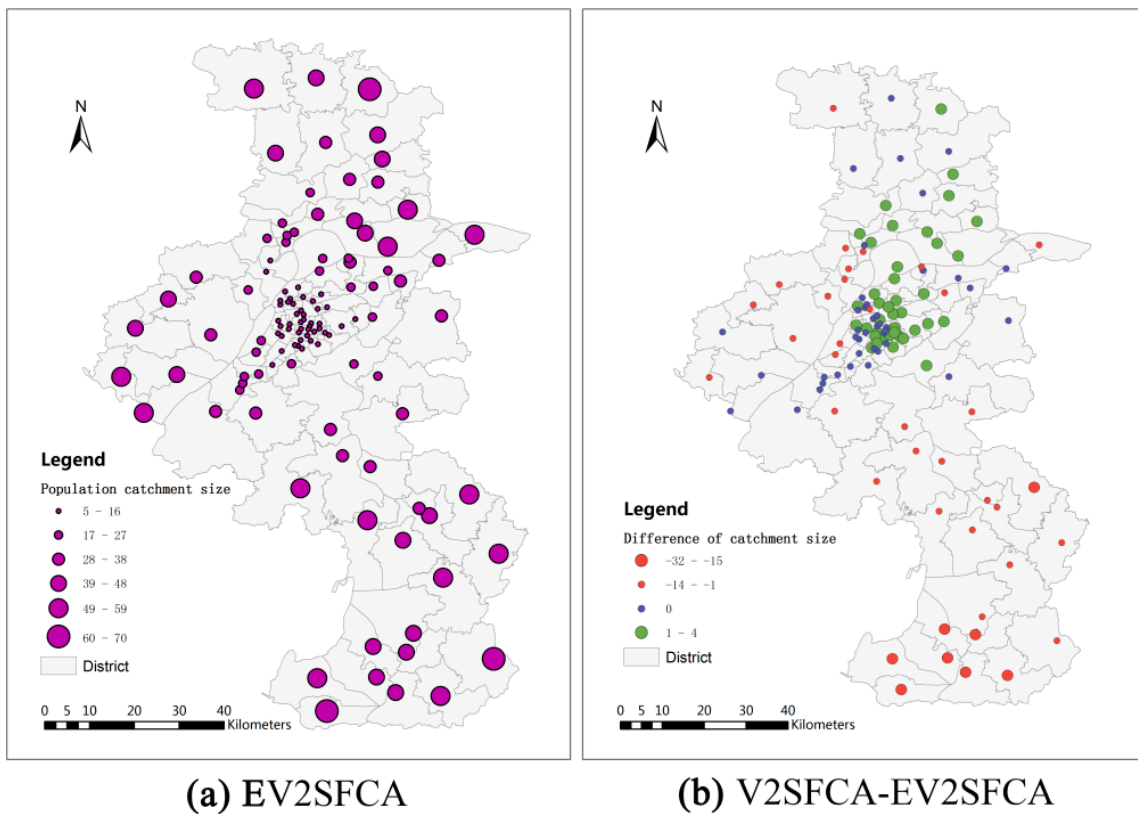 N
Legend
Population catchment size
5 - 16
17 - 27
28 - 38
39 - 48
49 - 59
60 - 70
District
0 5 10 20 30 40
Kilometers
(a) EV2SFCA
N
Legend
Difference of catchment size
-32 - -15
-14 - -1
0
1 - 4
District
0 5 10 20 30 40
Kilometers
(b) V2SFCA-EV2SFCA